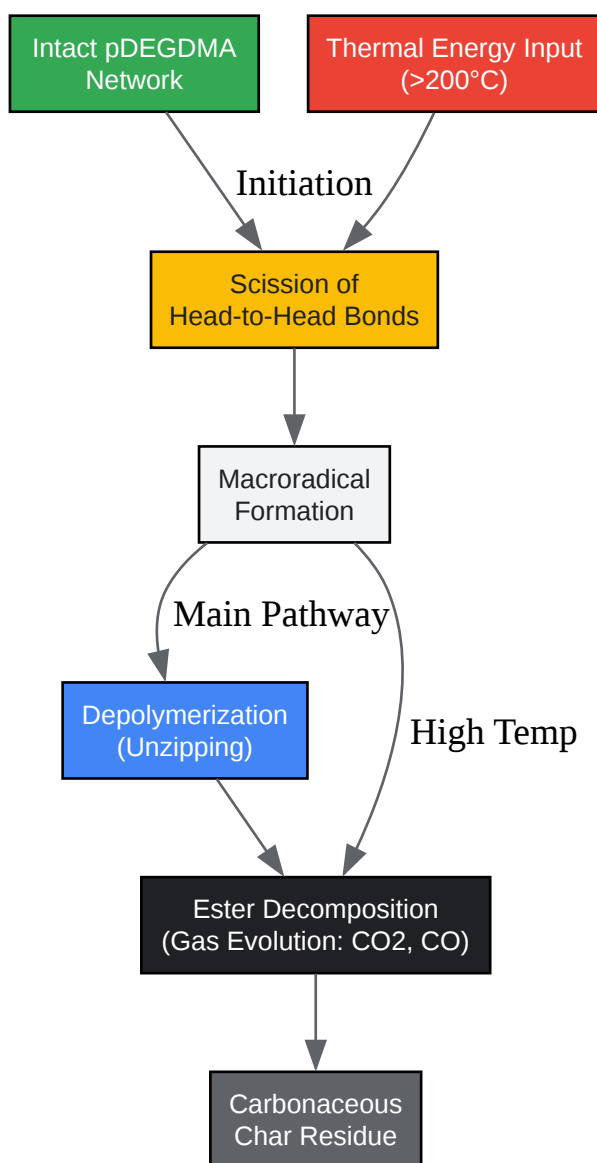 Intact pDEGDMA
Network
Thermal Energy Input
(>200°C)
Initiation
Scission of
Head-to-Head Bonds
Macroradical
Formation
Main Pathway
Depolymerization
(Unzipping)
High Temp
Ester Decomposition
(Gas Evolution: CO2, CO)
Carbonaceous
Char Residue